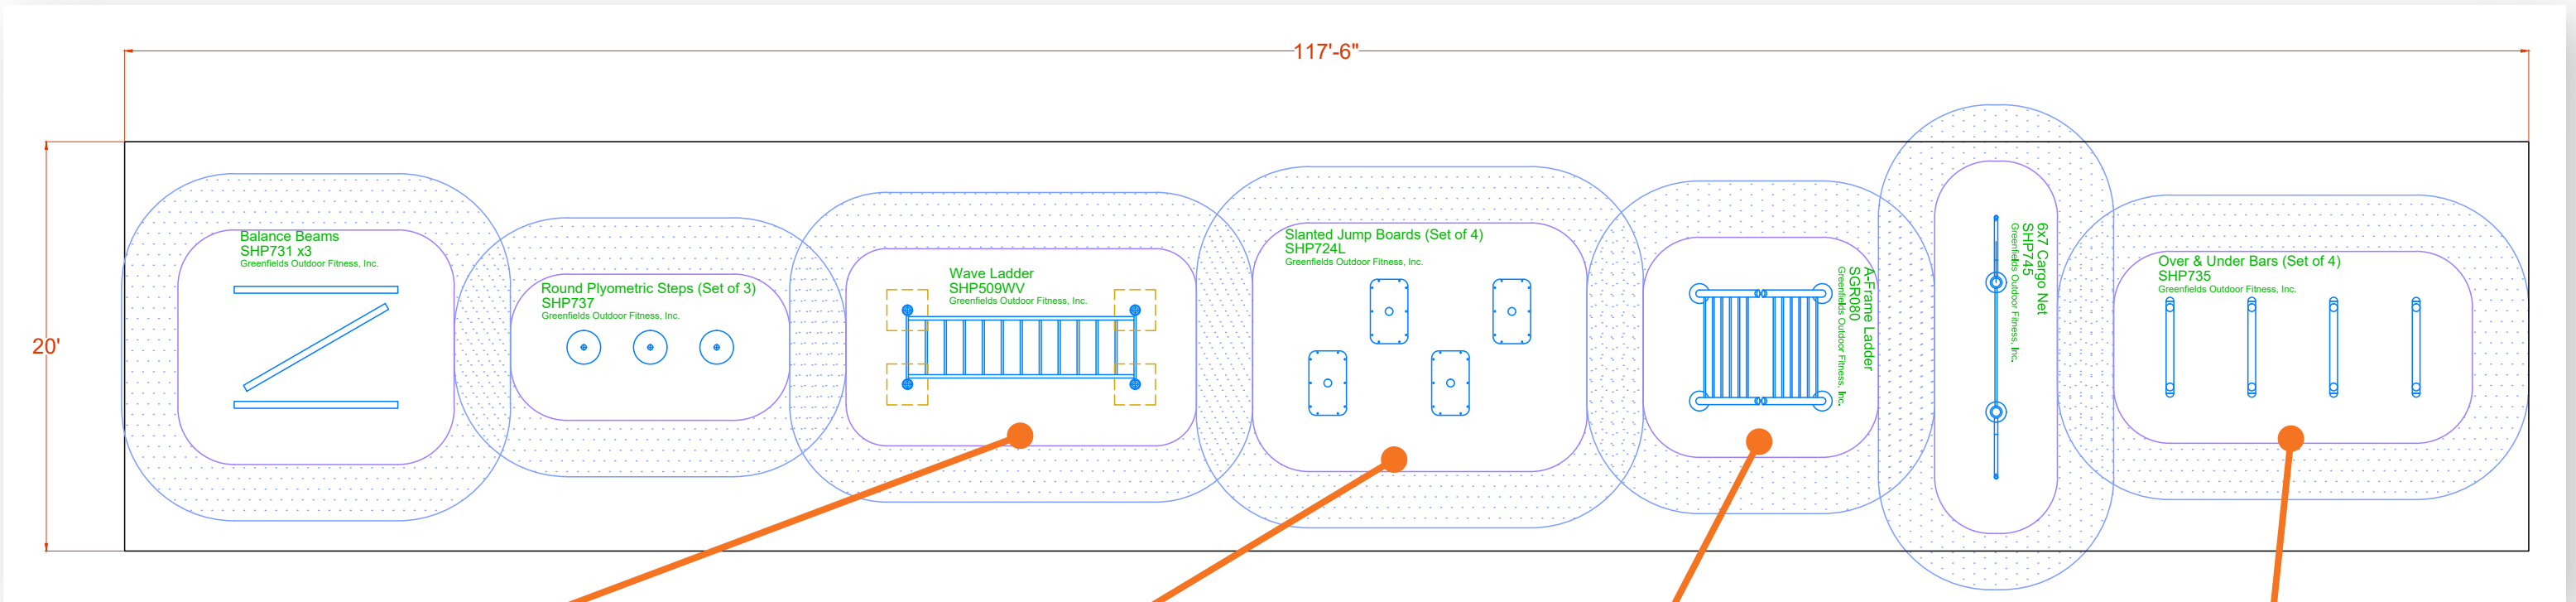 117'-6"
20'
Balance Beams
SHP731 x3
Greenfields Outdoor Fitness, Inc.
Round Plyometric Steps (Set of 3)
SHP737
Greenfields Outdoor Fitness, Inc.
Wave Ladder
SHP509WV
Greenfields Outdoor Fitness, Inc.
Slanted Jump Boards (Set of 4)
SHP724L
Greenfields Outdoor Fitness, Inc.
A-Frame Ladder
SGR080
Greenfields Outdoor Fitness, Inc.
6x7 Cargo Net
SHP745
Greenfields Outdoor Fitness, Inc.
Over & Under Bars (Set of 4)
SHP735
Greenfields Outdoor Fitness, Inc.